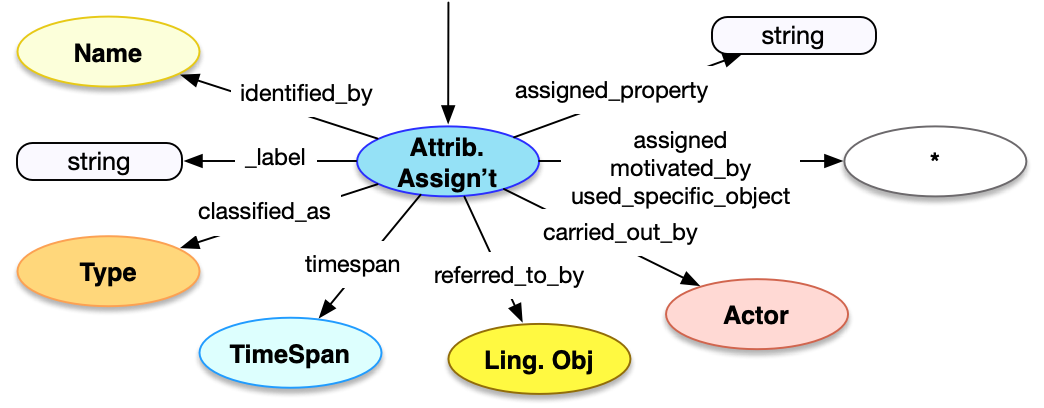 string
Name
identified_by
assigned_property
Attrib.
Assign’t
assigned
motivated_by
used_specific_object
*
string
_label
classified_as
carried_out_by
Type
timespan
referred_to_by
Actor
TimeSpan
Ling. Obj